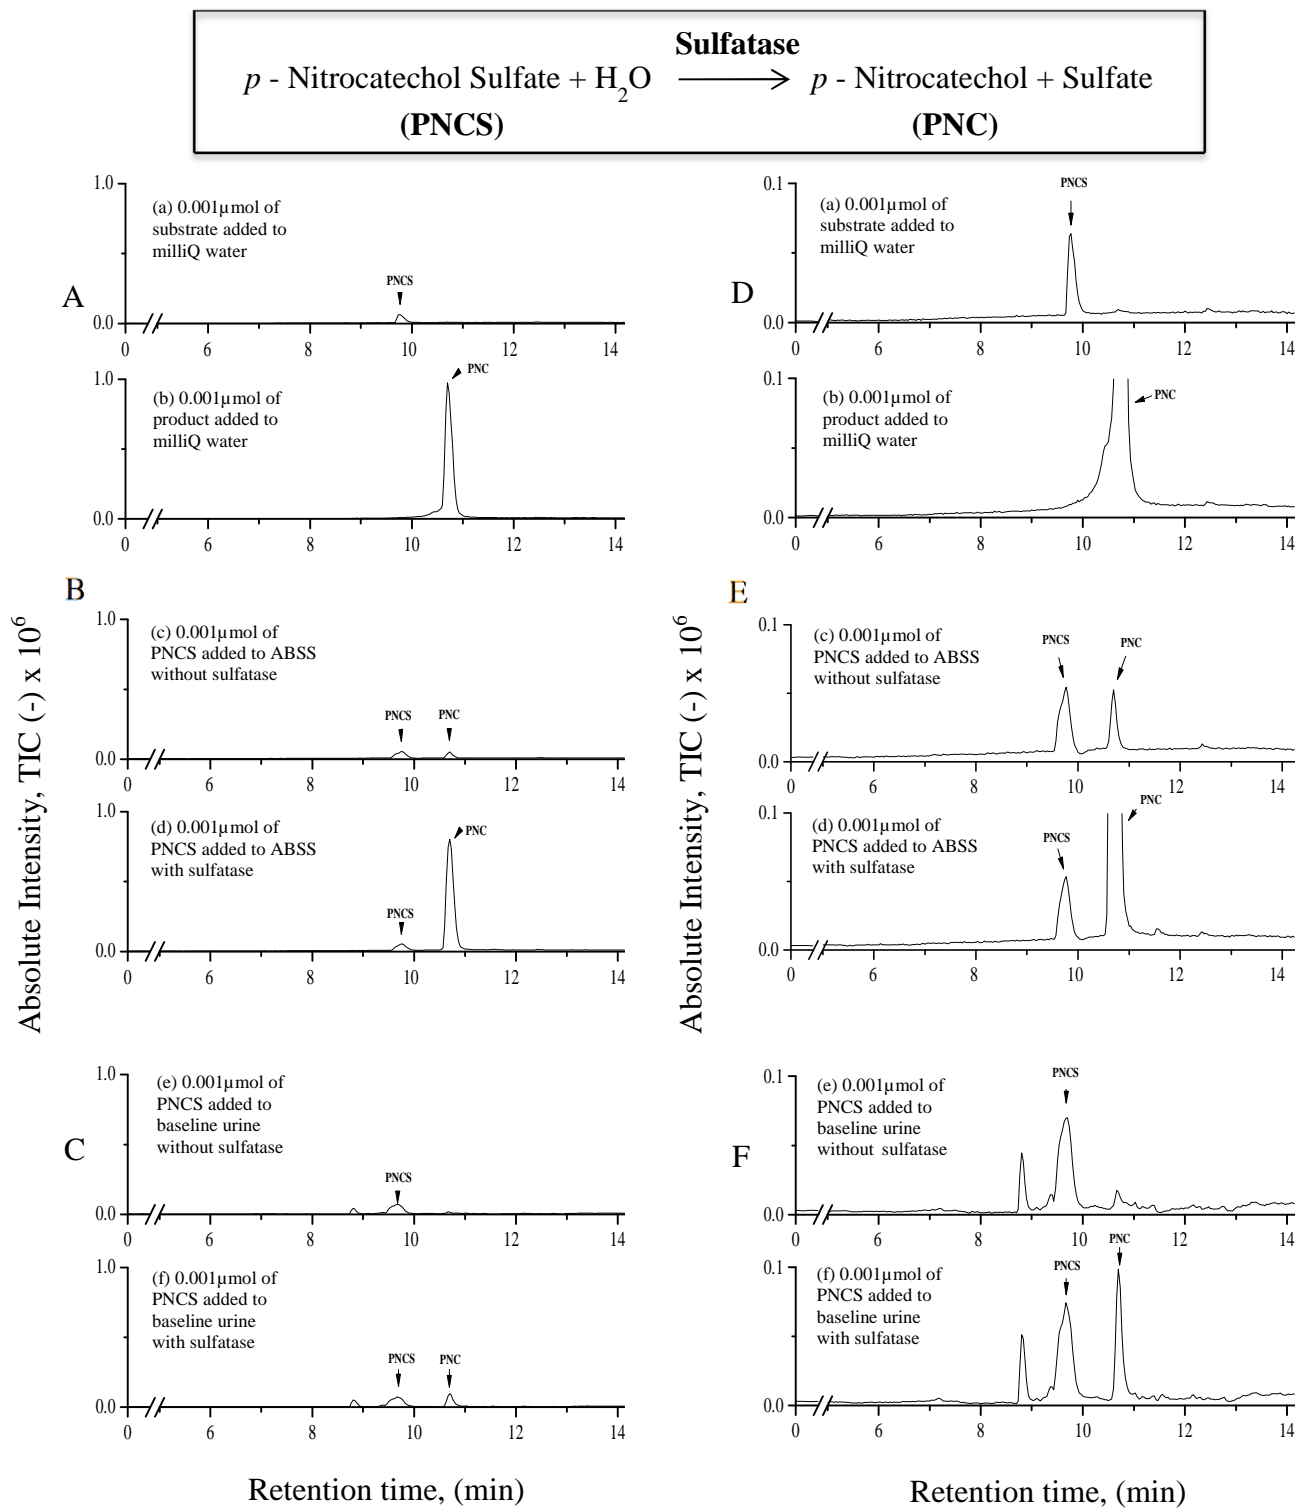 Sulfatase
p - Nitrocatechol Sulfate + H2O ⟶ p - Nitrocatechol + Sulfate
(PNCS) (PNC)
A
1.0
0.0
(a) 0.001µmol of
substrate added to
milliQ water
PNCS
0 6 8 10 12 14
1.0
0.0
(b) 0.001µmol of
product added to
milliQ water
PNC
0 6 8 10 12 14
B
1.0
0.0
(c) 0.001µmol of
PNCS added to ABSS
without sulfatase
PNCS PNC
0 6 8 10 12 14
1.0
0.0
(d) 0.001µmol of
PNCS added to ABSS
with sulfatase
PNCS PNC
0 6 8 10 12 14
C
1.0
0.0
(e) 0.001µmol of
PNCS added to
baseline urine
without sulfatase
PNCS
0 6 8 10 12 14
1.0
0.0
(f) 0.001µmol of
PNCS added to
baseline urine
with sulfatase
PNCS PNC
0 6 8 10 12 14
Absolute Intensity, TIC (-) x 10^6
Retention time, (min)
D
0.1
0.0
(a) 0.001µmol of
substrate added to
milliQ water
PNCS
0 6 8 10 12 14
0.1
0.0
(b) 0.001µmol of
product added to
milliQ water
PNC
0 6 8 10 12 14
E
0.1
0.0
(c) 0.001µmol of
PNCS added to ABSS
without sulfatase
PNCS PNC
0 6 8 10 12 14
0.1
0.0
(d) 0.001µmol of
PNCS added to ABSS
with sulfatase
PNCS PNC
0 6 8 10 12 14
F
0.1
0.0
(e) 0.001µmol of
PNCS added to
baseline urine
without sulfatase
PNCS
0 6 8 10 12 14
0.1
0.0
(f) 0.001µmol of
PNCS added to
baseline urine
with sulfatase
PNCS PNC
0 6 8 10 12 14
Absolute Intensity, TIC (-) x 10^6
Retention time, (min)